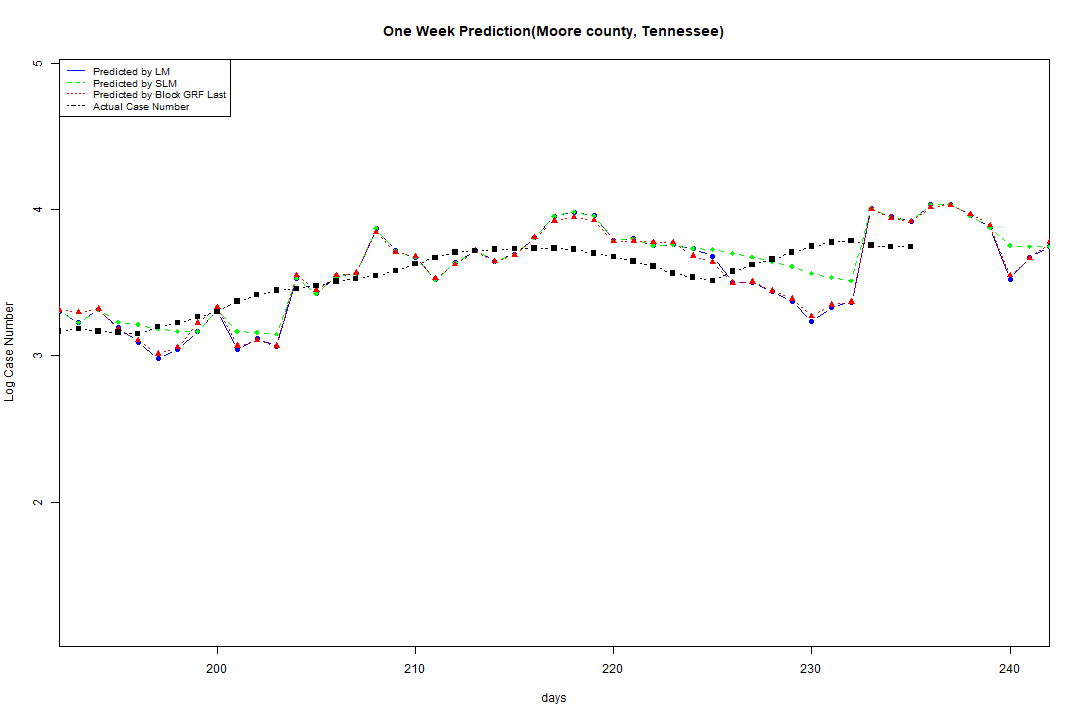 One Week Prediction(Moore county, Tennessee)
Predicted by LM
Predicted by SLM
Predicted by Block GRF Last
Actual Case Number
5
4
3
2
Log Case Number
200 210 220 230 240
days